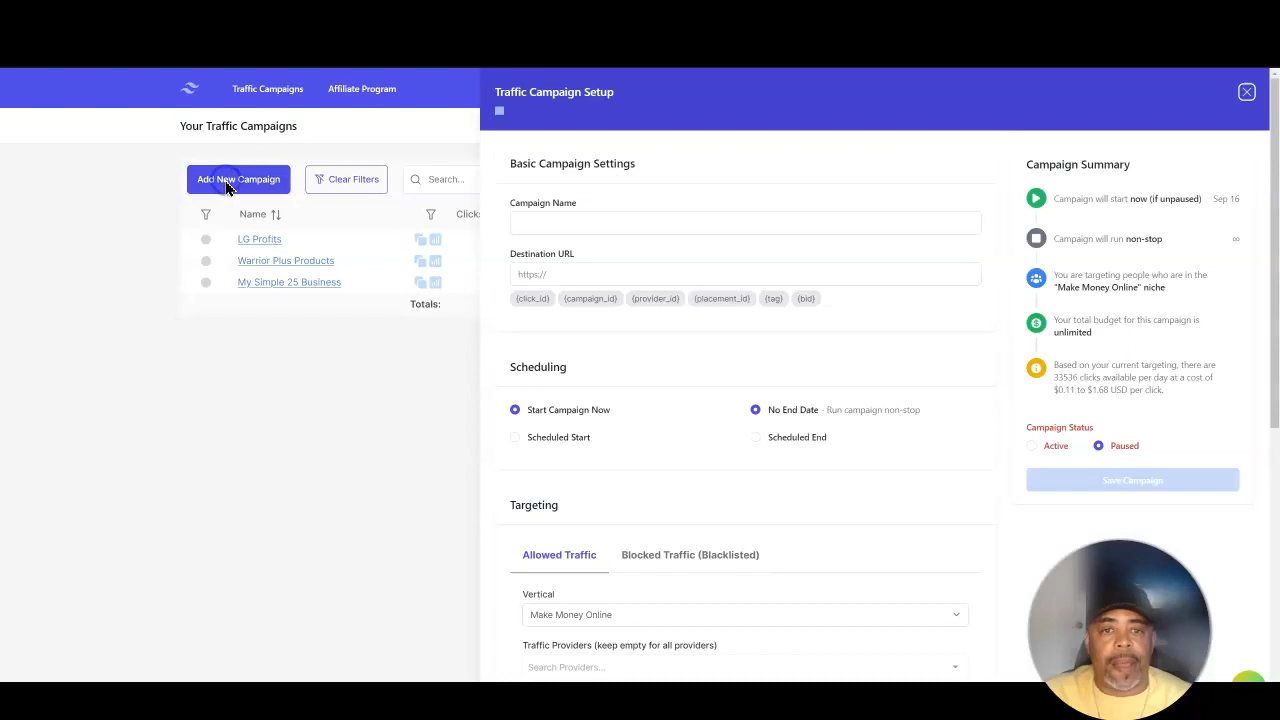 Traffic Campaigns
Affiliate Program
Your Traffic Campaigns
Add New Campaign
Clear Filters
Search...
Name
Clicks
LG Profits
Warrior Plus Products
My Simple 25 Business
Totals:
Traffic Campaign Setup
Basic Campaign Settings
Campaign Name
Destination URL
https://
{click_id} {campaign_id} {provider_id} {placement_id} {tag} {bid}
Scheduling
Start Campaign Now
No End Date - Run campaign non-stop
Scheduled Start
Scheduled End
Targeting
Allowed Traffic
Blocked Traffic (Blacklisted)
Vertical
Make Money Online
Traffic Providers (keep empty for all providers)
Search Providers...
Campaign Summary
Campaign will start now (if unpaused) Sep 16
Campaign will run non-stop ∞
You are targeting people who are in the
"Make Money Online" niche
Your total budget for this campaign is
unlimited
Based on your current targeting, there are
33536 clicks available per day at a cost of
$0.11 to $1.68 USD per click.
Campaign Status
Active
Paused
Save Campaign